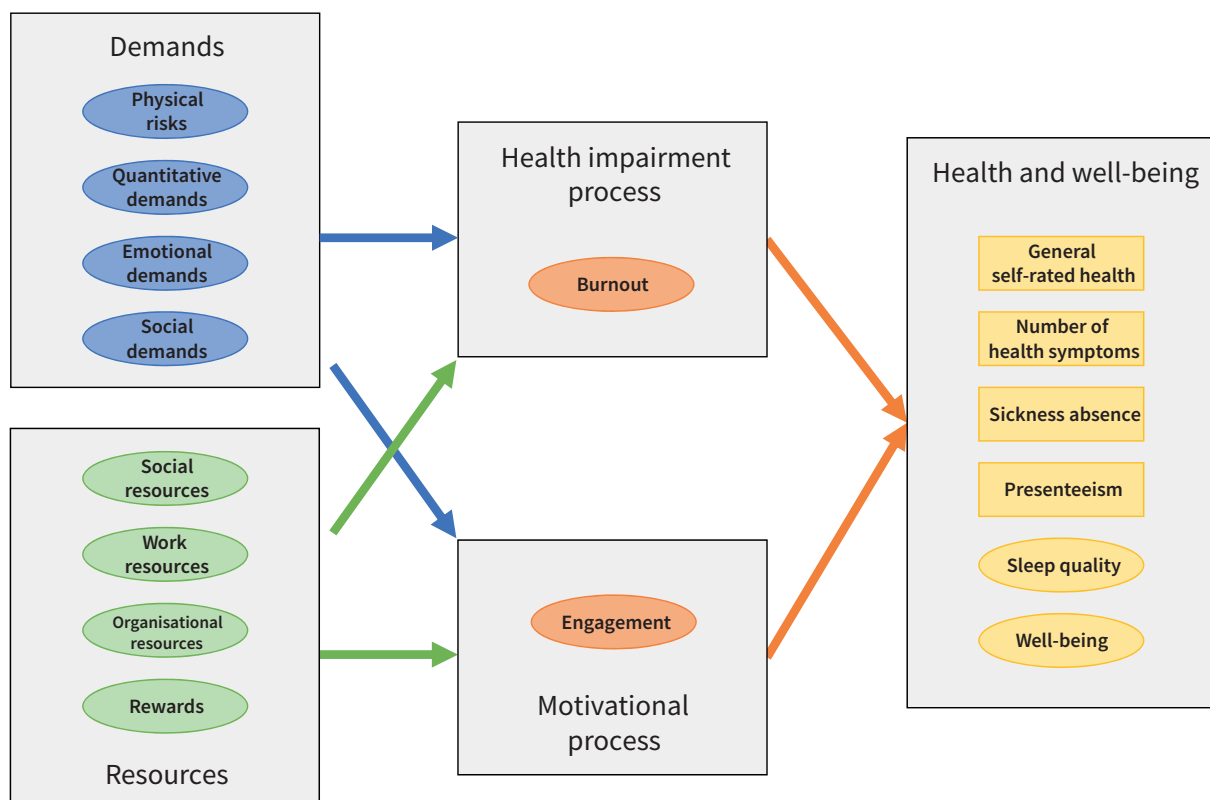 Demands
Physical
risks
Quantitative
demands
Emotional
demands
Social
demands
Social
resources
Work
resources
Organisational
resources
Rewards
Resources
Health impairment
process
Burnout
Engagement
Motivational
process
Health and well-being
General
self-rated health
Number of
health symptoms
Sickness absence
Presenteeism
Sleep quality
Well-being